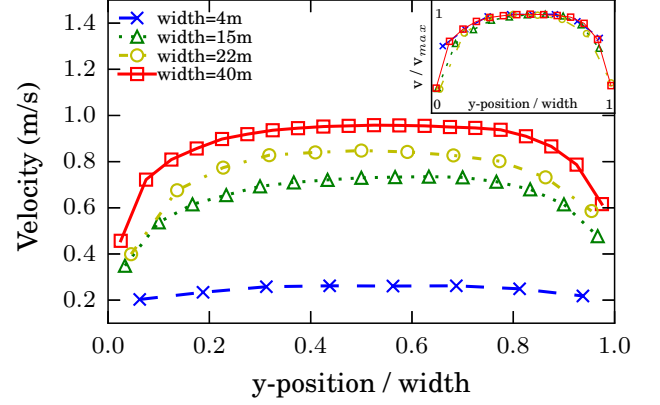 1.4
1.2
1.0
0.8
0.6
0.4
0.2
Velocity (m/s)
width=4m
width=15m
width=22m
width=40m
1
v / vmax
0
1
y-position / width
0.0
0.2
0.4
0.6
0.8
1.0
y-position / width